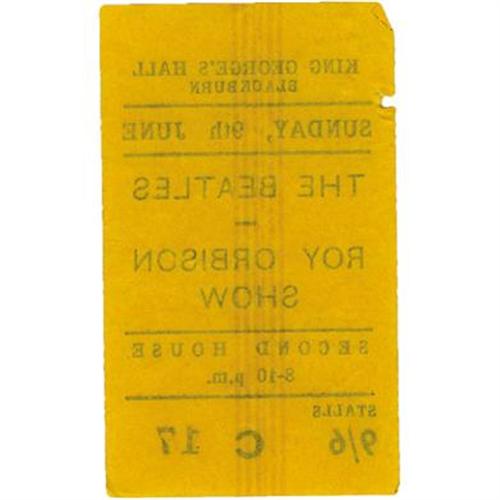 KING GEORGE'S HALL
BLACKBURN
SUNDAY, 9th JUNE
THE BEATLES
—
ROY ORBISON
SHOW
SECOND HOUSE
8-10 p.m.
STALLS
9/6 C 17